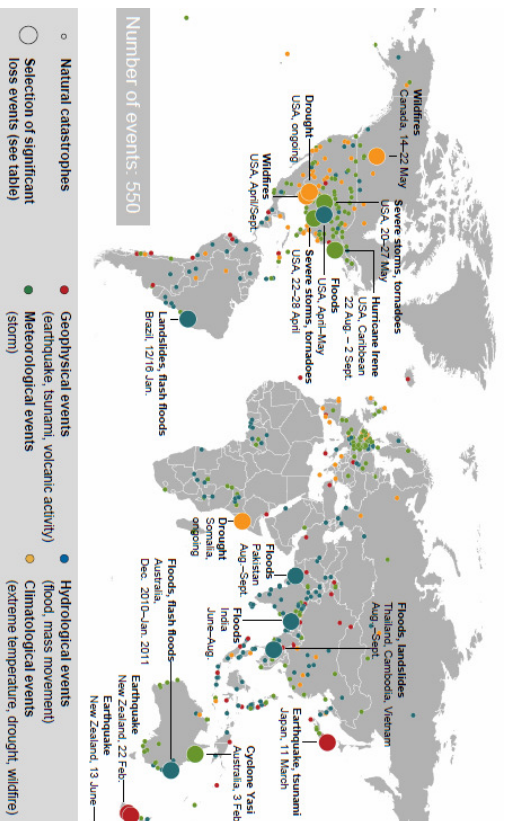 Number of events: 550
Wildfires
Canada, 14–22 May
Drought
USA, ongoing
Wildfires
USA, April/Sept.
Severe storms, tornadoes
USA, 20–27 May
Hurricane Irene
USA, Caribbean
22 Aug. – 2 Sept.
Floods
USA, April–May
Severe storms, tornadoes
USA, 22–28 April
Landslides, flash floods
Brazil, 12/16 Jan.
Drought
Somalia,
ongoing
Floods
Pakistan
Aug.–Sept.
Floods
India
June–Aug.
Floods, landslides
Thailand, Cambodia, Vietnam
Aug.–Sept.
Earthquake, tsunami
Japan, 11 March
Floods, flash floods
Australia,
Dec. 2010–Jan. 2011
Cyclone Yasi
Australia, 3 Feb.
Earthquake
New Zealand, 22 Feb.
Earthquake
New Zealand, 13 June
Natural catastrophes
Selection of significant
loss events (see table)
Geophysical events
(earthquake, tsunami, volcanic activity)
Meteorological events
(storm)
Hydrological events
(flood, mass movement)
Climatological events
(extreme temperature, drought, wildfire)